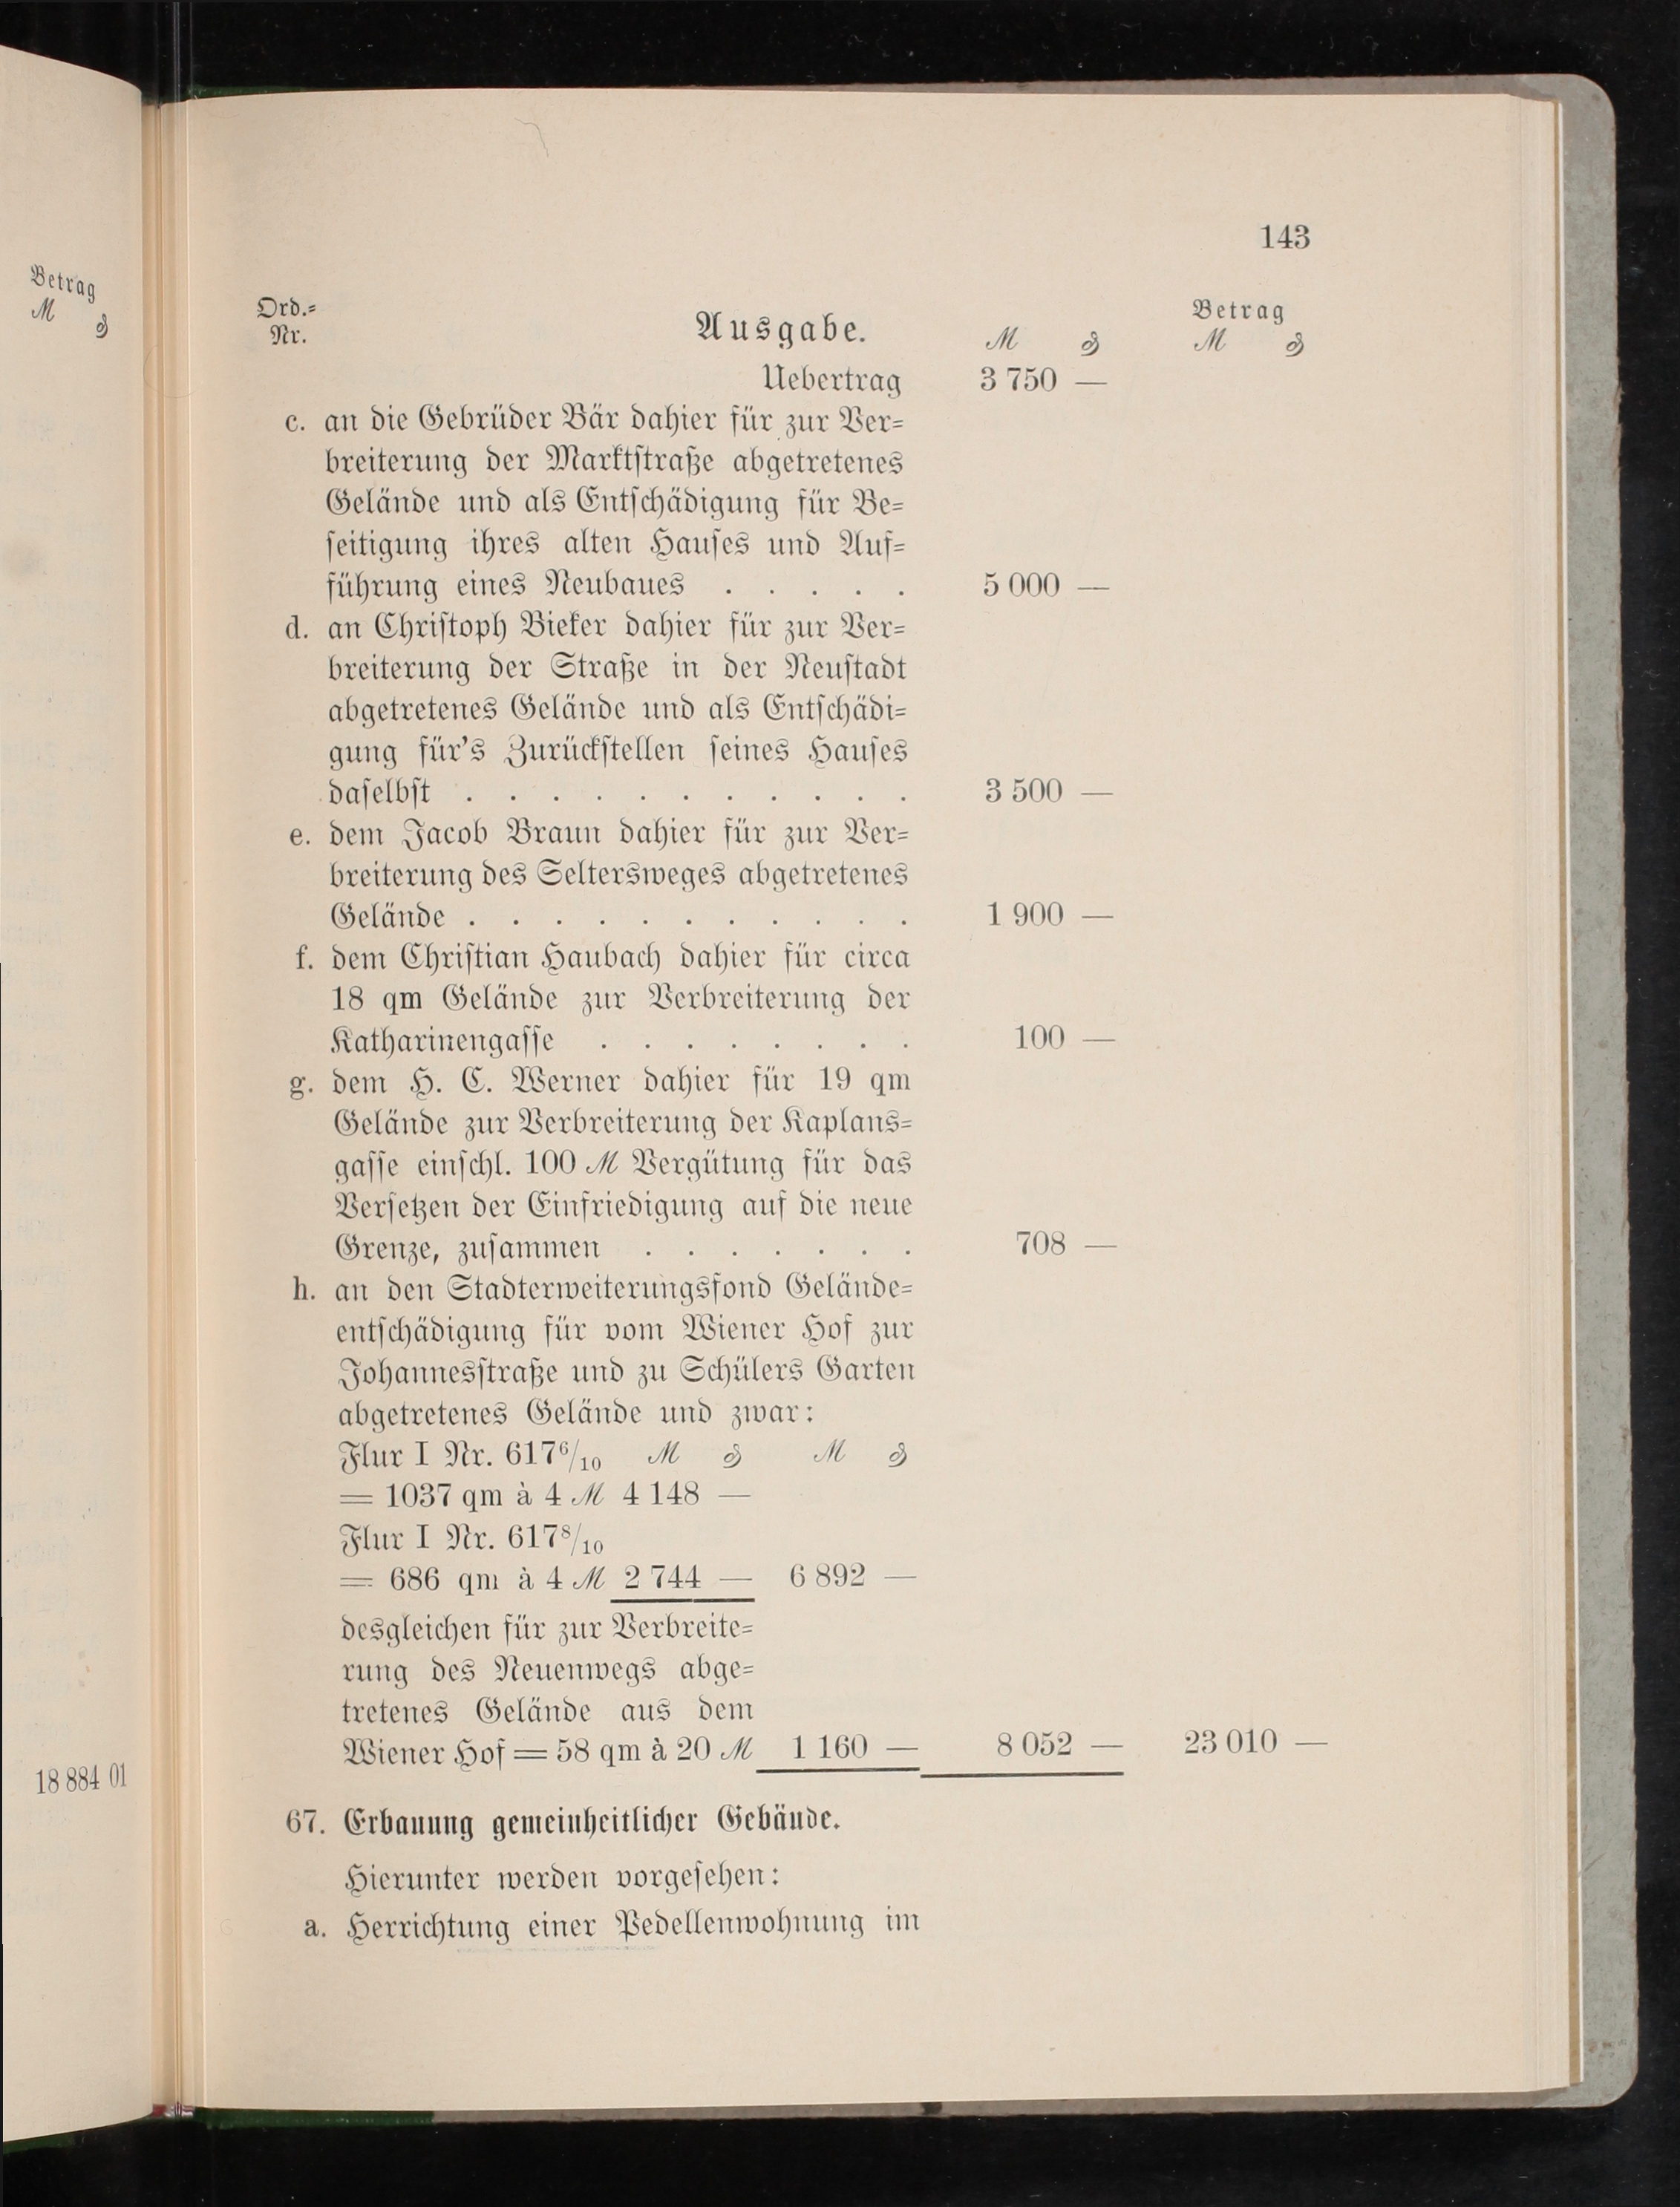 Betrag
M ₰
18 884 01
143
Ord.=
Nr.
Ausgabe.
Betrag
M ₰ M ₰
Uebertrag 3 750 —
c. an die Gebrüder Bär dahier für zur Ver=
breiterung der Marktſtraße abgetretenes
Gelände und als Entſchädigung für Be=
ſeitigung ihres alten Hauſes und Auf=
führung eines Neubaues . . . . . 5 000 —
d. an Chriſtoph Bieker dahier für zur Ver=
breiterung der Straße in der Neuſtadt
abgetretenes Gelände und als Entſchädi=
gung für's Zurückſtellen ſeines Hauſes
daſelbſt . . . . . . . . . . . 3 500 —
e. dem Jacob Braun dahier für zur Ver=
breiterung des Seltersweges abgetretenes
Gelände . . . . . . . . . . . 1 900 —
f. dem Chriſtian Haubach dahier für circa
18 qm Gelände zur Verbreiterung der
Katharinengaſſe . . . . . . . . 100 —
g. dem H. C. Werner dahier für 19 qm
Gelände zur Verbreiterung der Kaplans=
gaſſe einſchl. 100 M Vergütung für das
Verſetzen der Einfriedigung auf die neue
Grenze, zuſammen . . . . . . . 708 —
h. an den Stadterweiterungsfond Gelände=
entſchädigung für vom Wiener Hof zur
Johannesſtraße und zu Schülers Garten
abgetretenes Gelände und zwar:
Flur I Nr. 617⁶/₁₀ M ₰ M ₰
= 1037 qm à 4 M 4 148 —
Flur I Nr. 617⁸/₁₀
= 686 qm à 4 M 2 744 — 6 892 —
desgleichen für zur Verbreite=
rung des Neuenwegs abge=
tretenes Gelände aus dem
Wiener Hof = 58 qm à 20 M 1 160 — 8 052 — 23 010 —
67. Erbauung gemeinheitlicher Gebäude.
Hierunter werden vorgeſehen:
a. Herrichtung einer Pedellenwohnung im